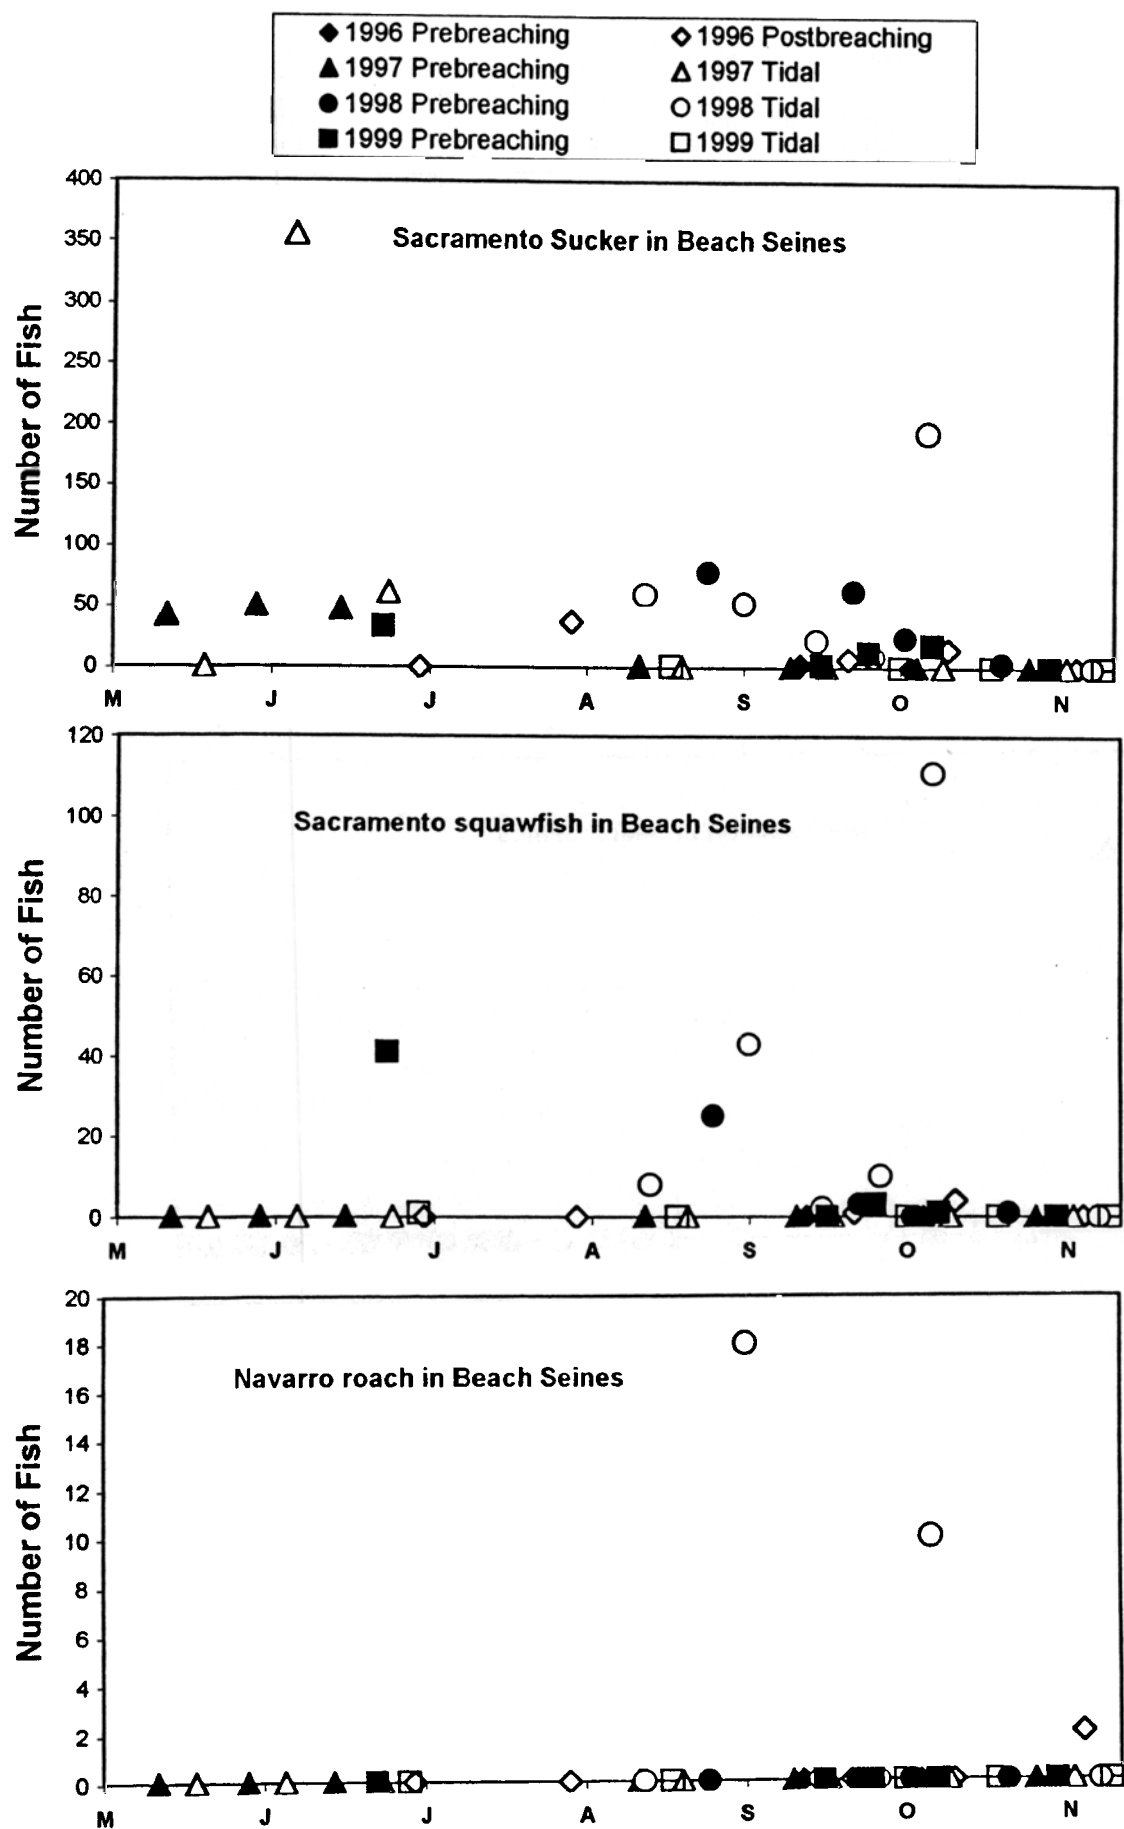 1996 Prebreaching 1996 Postbreaching
1997 Prebreaching 1997 Tidal
1998 Prebreaching 1998 Tidal
1999 Prebreaching 1999 Tidal
400
350
300
250
200
150
100
50
0
Number of Fish
Sacramento Sucker in Beach Seines
M J J A S O N
120
100
80
60
40
20
0
Number of Fish
Sacramento squawfish in Beach Seines
M J J A S O N
20
18
16
14
12
10
8
6
4
2
0
Number of Fish
Navarro roach in Beach Seines
M J J A S O N